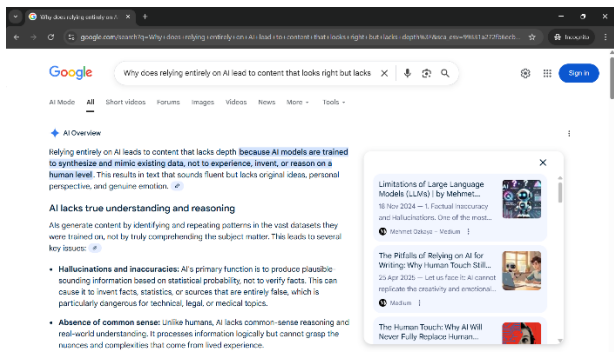 Why does relying entirely on A
google.com/search?q=Why+does+relying+entirely+on+AI+lead+to+content+that+looks+right+but+lacks+depth%3F&sca_esv=
Incognito
Google
Why does relying entirely on AI lead to content that looks right but lacks
Sign in
AI Mode All Short videos Forums Images Videos News More Tools
AI Overview
Relying entirely on AI leads to content that lacks depth because AI models are trained
to synthesize and mimic existing data, not to experience, invent, or reason on a
human level. This results in text that sounds fluent but lacks original ideas, personal
perspective, and genuine emotion.
AI lacks true understanding and reasoning
AIs generate content by identifying and repeating patterns in the vast datasets they
were trained on, not by truly comprehending the subject matter. This leads to several
key issues:
• Hallucinations and inaccuracies: AI's primary function is to produce plausible-
sounding information based on statistical probability, not to verify facts. This can
cause it to invent facts, statistics, or sources that are entirely false, which is
particularly dangerous for technical, legal, or medical topics.
• Absence of common sense: Unlike humans, AI lacks common-sense reasoning and
real-world understanding. It processes information logically but cannot grasp the
nuances and complexities that come from lived experience.
Limitations of Large Language
Models (LLMs) | by Mehmet...
18 Nov 2024 — 1. Factual Inaccuracy
and Hallucinations. One of the most...
Mehmet Ozkaya - Medium
The Pitfalls of Relying on AI for
Writing: Why Human Touch Still...
25 Apr 2025 — Let us face it: AI cannot
replicate the creativity and emotional...
Medium
The Human Touch: Why AI Will
Never Fully Replace Human...